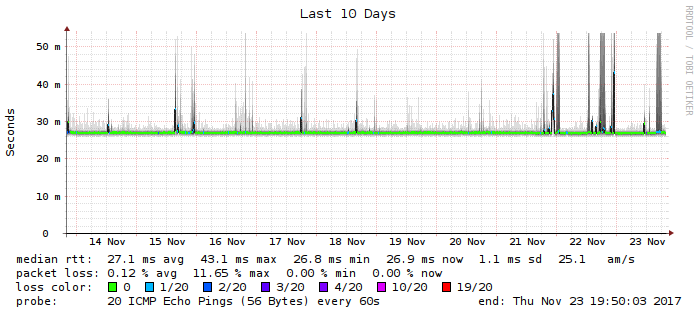 Last 10 Days
RRDTOOL / TOBI OETIKER
Seconds
50 m
40 m
30 m
20 m
10 m
0
14 Nov 15 Nov 16 Nov 17 Nov 18 Nov 19 Nov 20 Nov 21 Nov 22 Nov 23 Nov
median rtt: 27.1 ms avg 43.1 ms max 26.8 ms min 26.9 ms now 1.1 ms sd 25.1 am/s
packet loss: 0.12 % avg 11.65 % max 0.00 % min 0.00 % now
loss color: 0 1/20 2/20 3/20 4/20 10/20 19/20
probe: 20 ICMP Echo Pings (56 Bytes) every 60s end: Thu Nov 23 19:50:03 2017